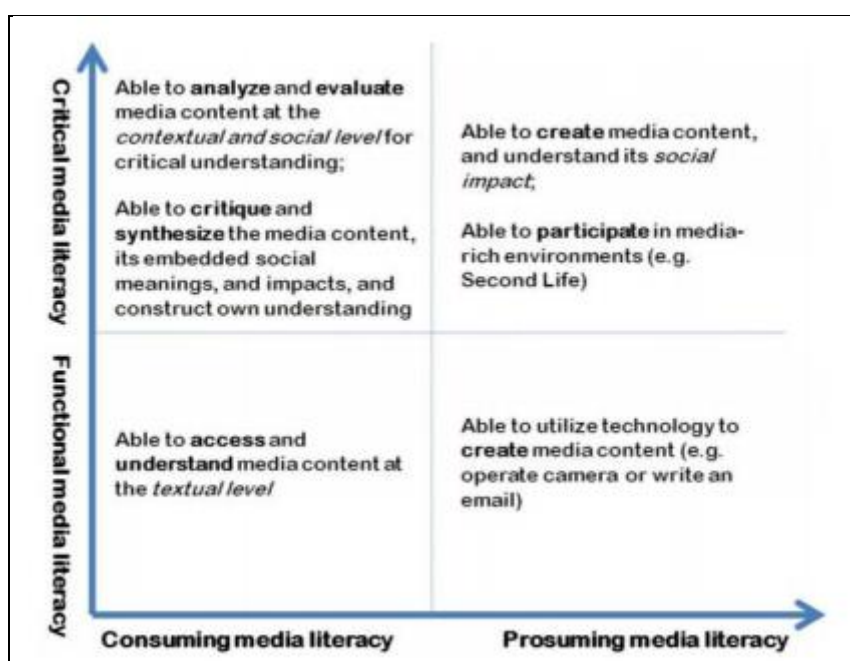 Critical media literacy
Able to analyze and evaluate
media content at the
contextual and social level for
critical understanding;
Able to critique and
synthesize the media content,
its embedded social
meanings, and impacts, and
construct own understanding
Able to create media content,
and understand its social
impact;
Able to participate in media-
rich environments (e.g.
Second Life)
Functional media literacy
Able to access and
understand media content at
the textual level
Able to utilize technology to
create media content (e.g.
operate camera or write an
email)
Consuming media literacy
Prosuming media literacy